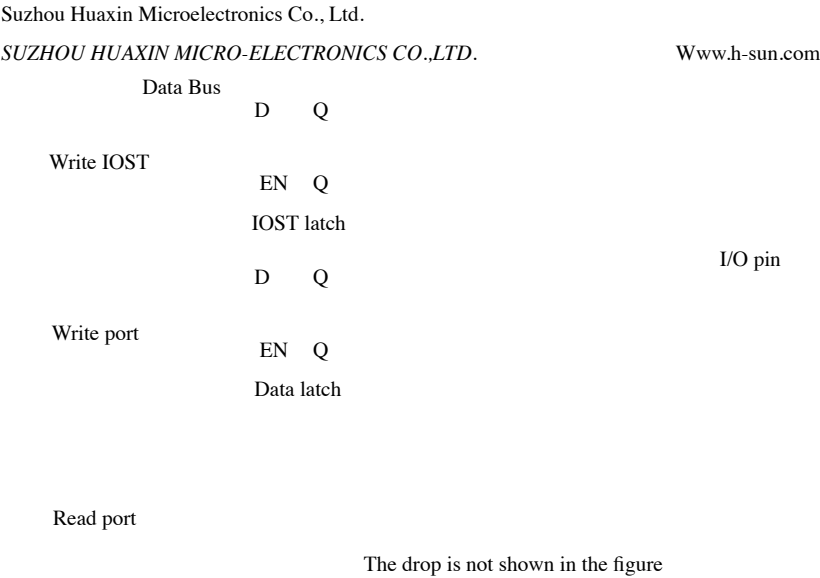 Suzhou Huaxin Microelectronics Co., Ltd.
SUZHOU HUAXIN MICRO-ELECTRONICS CO.,LTD. Www.h-sun.com
Data Bus
D Q
Write IOST
EN Q
IOST latch
I/O pin
D Q
Write port
EN Q
Data latch
Read port
The drop is not shown in the figure